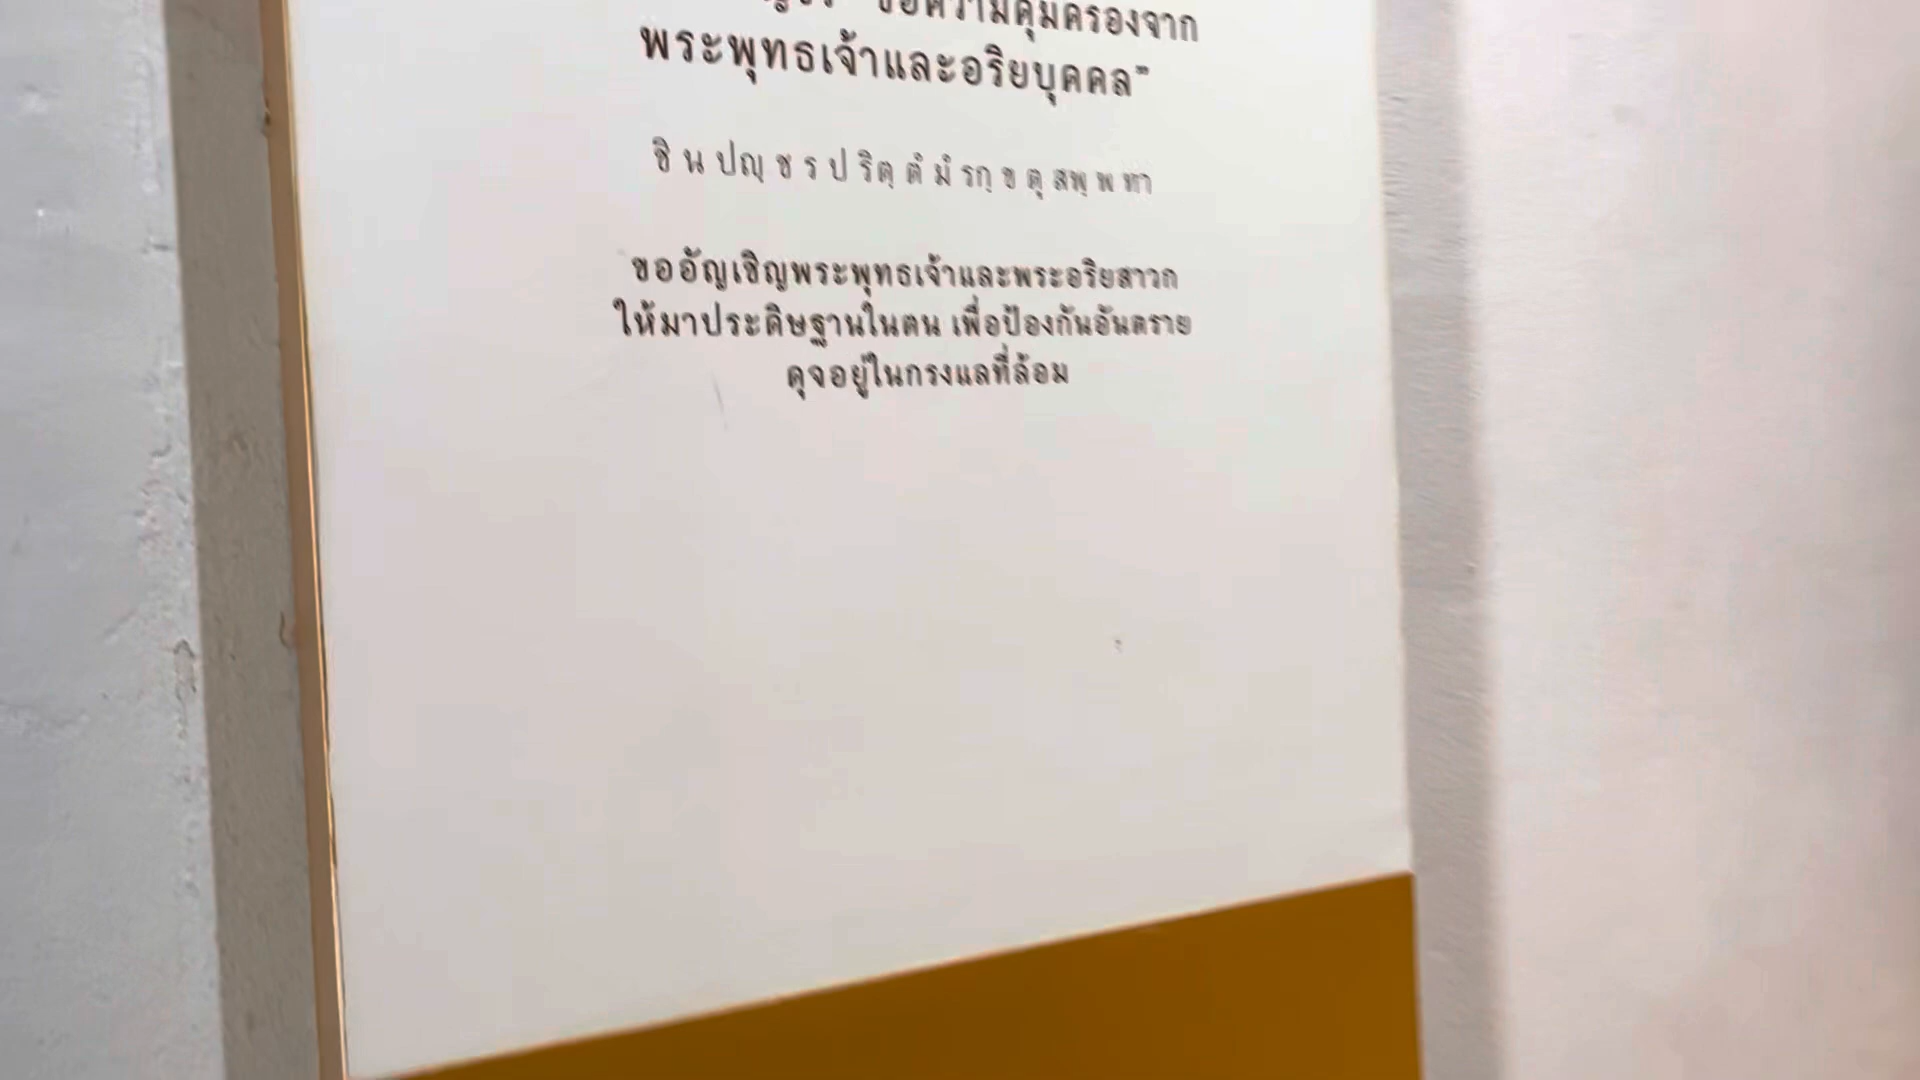 ขอความคุ้มครองจาก
พระพุทธเจ้าและอริยบุคคล"
ชิ น ปญฺ ช ร ป ริตฺ ตํ มํ รกฺ ข ตุ สพฺ พ ทา
ขออัญเชิญพระพุทธเจ้าและพระอริยสาวก
ให้มาประดิษฐานในตน เพื่อป้องกันอันตราย
ดุจอยู่ในกรงแลที่ล้อม